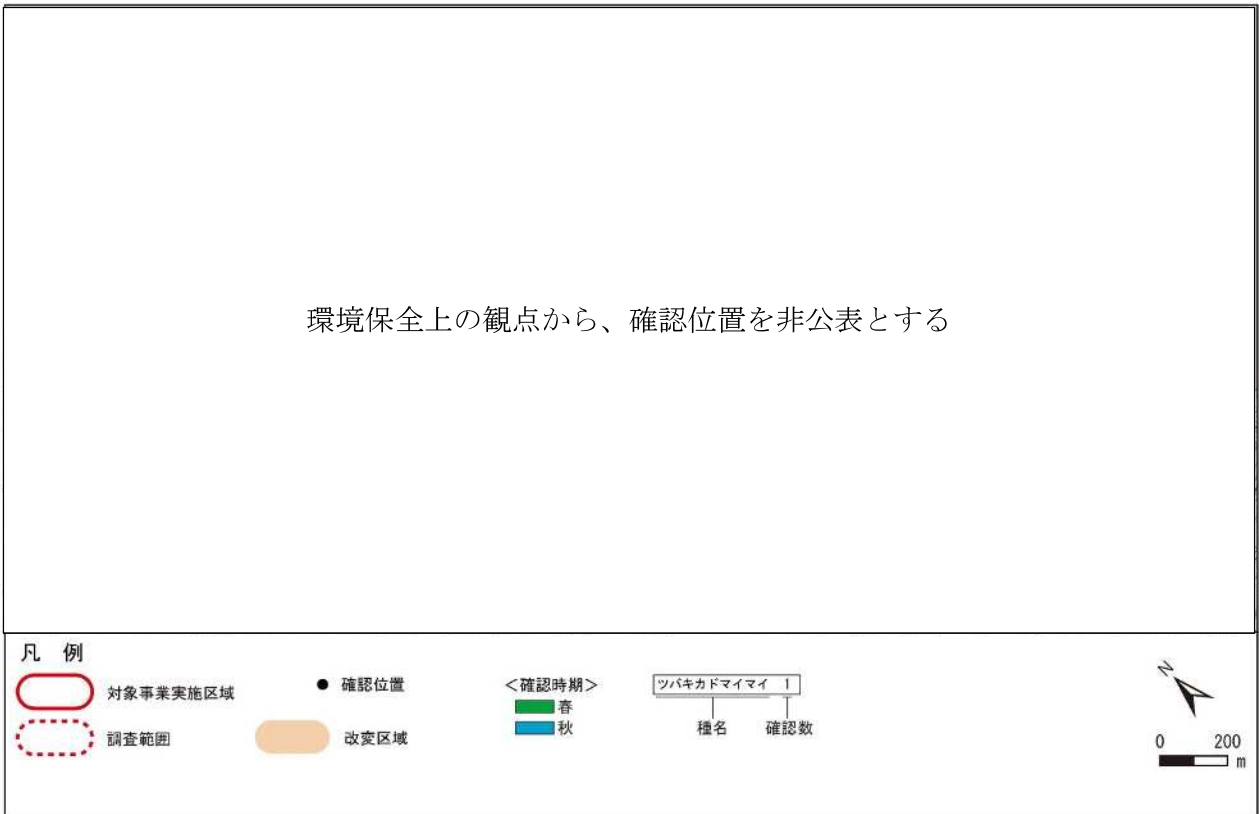 環境保全上の観点から、確認位置を非公表とする
凡 例
対象事業実施区域
調査範囲
確認位置
改変区域
<確認時期>
春
秋
ツバキカドマイマイ 1
種名 確認数
N
0 200
m